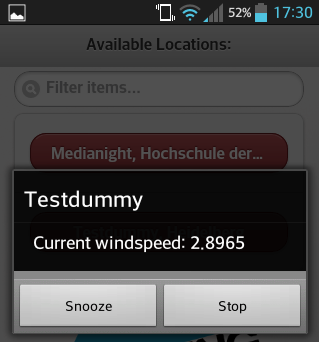 52% 17:30
Available Locations:
Filter items...
Medianight, Hochschule der...
Testdummy
Current windspeed: 2.8965
Snooze
Stop